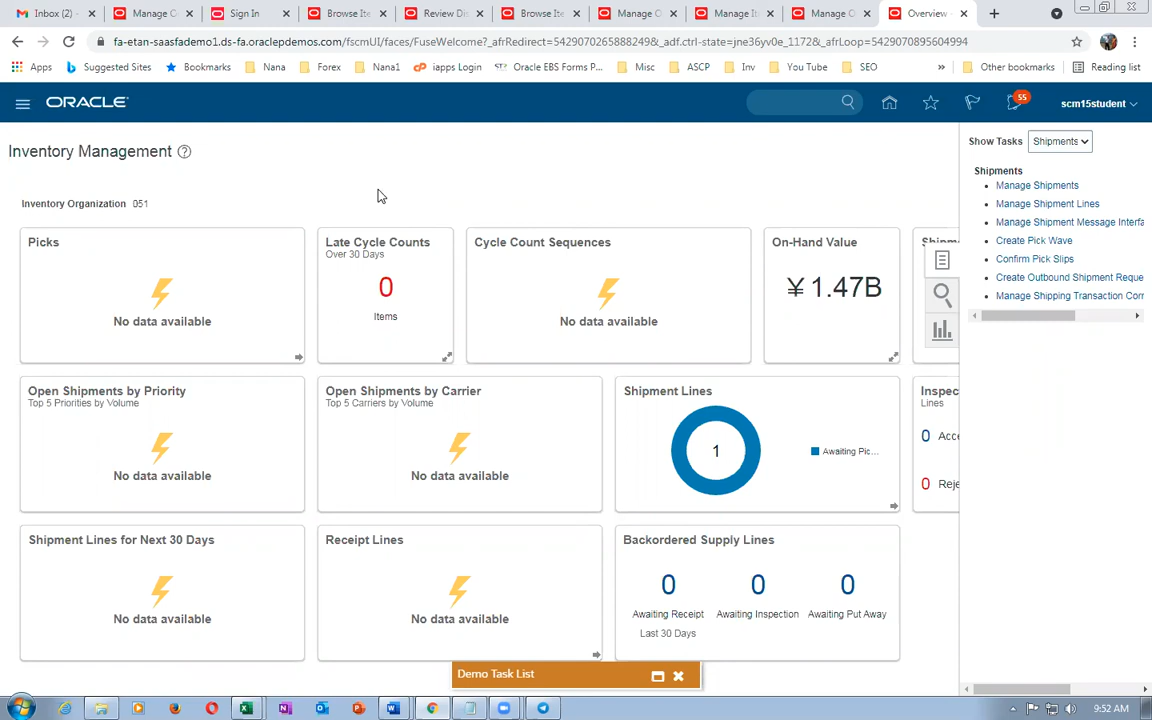 Inbox (2) -
Manage C
Sign In
Browse Ite
Review Di
Browse Ite
Manage O
Manage It
Manage O
Overview
fa-etan-saasfademo1.ds-fa.oraclepdemos.com/fscmUI/faces/FuseWelcome?_afrRedirect=5429070265888249&_adf.ctrl-state=jne36yv0e_1172&_afrLoop=5429070895604994
Apps
Suggested Sites
Bookmarks
Nana
Forex
Nana1
iapps Login
Oracle EBS Forms P...
Misc
ASCP
Inv
You Tube
SEO
»
Other bookmarks
Reading list
ORACLE
55
scm15student
Inventory Management
Inventory Organization 051
Picks
No data available
Late Cycle Counts
Over 30 Days
0
Items
Cycle Count Sequences
No data available
On-Hand Value
¥ 1.47B
Open Shipments by Priority
Top 5 Priorities by Volume
No data available
Open Shipments by Carrier
Top 5 Carriers by Volume
No data available
Shipment Lines
1
Awaiting Pic...
Inspec
Lines
0 Acce
0 Reje
Shipment Lines for Next 30 Days
No data available
Receipt Lines
No data available
Backordered Supply Lines
0 0 0
Awaiting Receipt Awaiting Inspection Awaiting Put Away
Last 30 Days
Show Tasks Shipments
Shipments
Manage Shipments
Manage Shipment Lines
Manage Shipment Message Interfa
Create Pick Wave
Confirm Pick Slips
Create Outbound Shipment Reque
Manage Shipping Transaction Corr
Demo Task List
9:52 AM